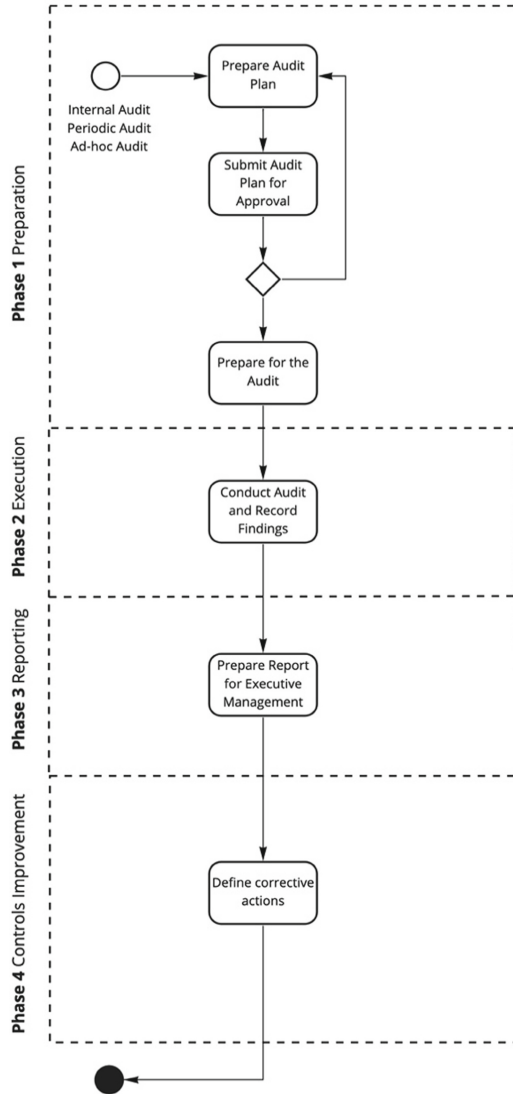 Prepare Audit
Plan
Internal Audit
Periodic Audit
Ad-hoc Audit
Submit Audit
Plan for
Approval
Prepare for the
Audit
Phase 1 Preparation
Conduct Audit
and Record
Findings
Phase 2 Execution
Prepare Report
for Executive
Management
Phase 3 Reporting
Define corrective
actions
Phase 4 Controls Improvement